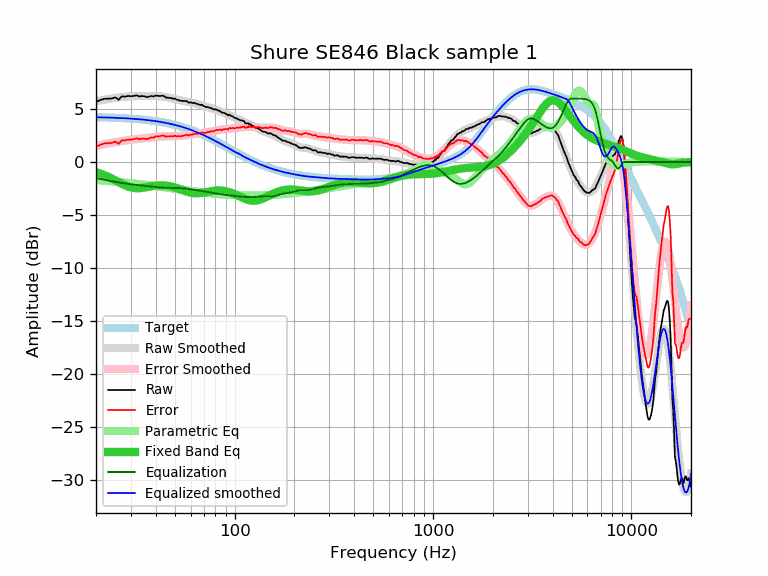 Shure SE846 Black sample 1
Amplitude (dBr)
5
0
−5
−10
−15
−20
−25
−30
Target
Raw Smoothed
Error Smoothed
Raw
Error
Parametric Eq
Fixed Band Eq
Equalization
Equalized smoothed
100
1000
10000
Frequency (Hz)